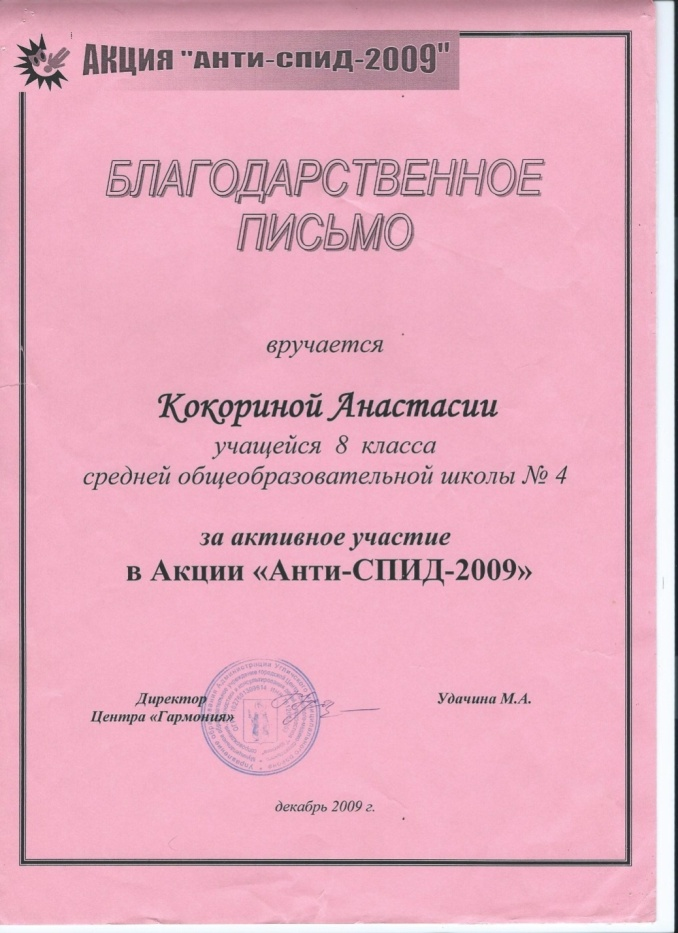 АКЦИЯ "АНТИ-СПИД-2009"
БЛАГОДАРСТВЕННОЕ
ПИСЬМО
вручается
Кокориной Анастасии
учащейся 8 класса
средней общеобразовательной школы № 4
за активное участие
в Акции «Анти-СПИД-2009»
Директор
Центра «Гармония»
Удачина М.А.
декабрь 2009 г.